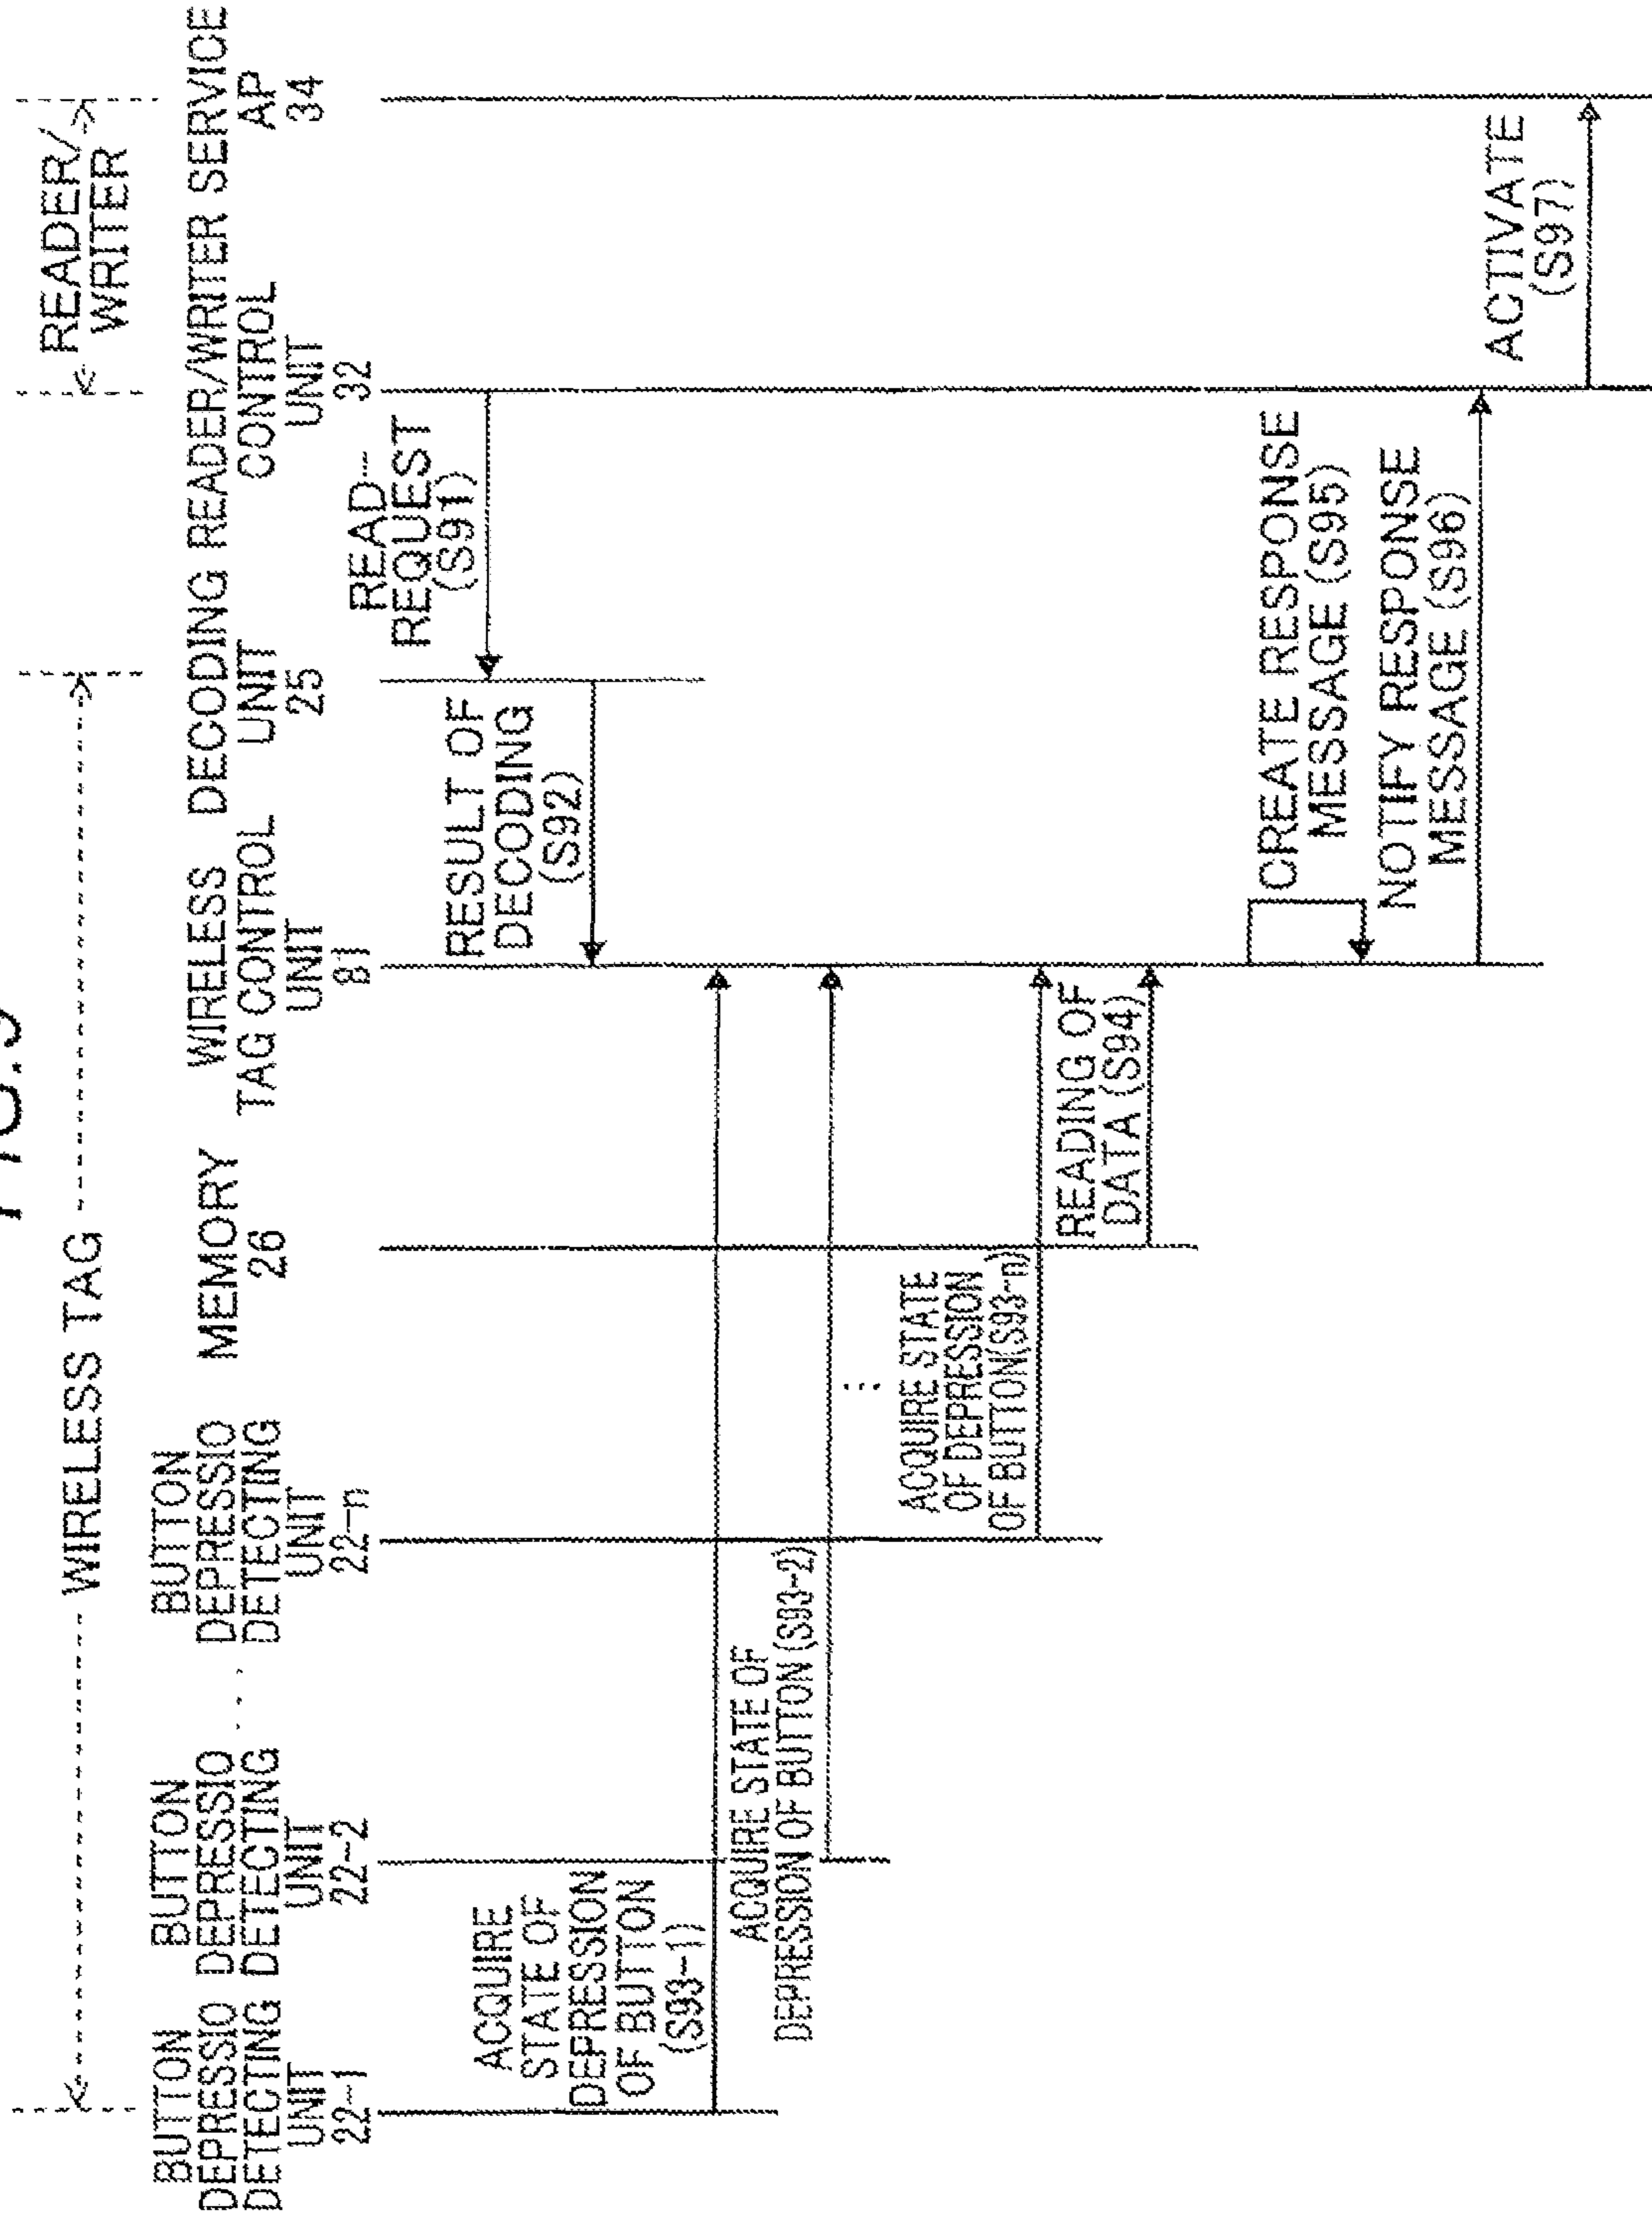 READER/
WRITER
WIRELESS TAG
BUTTON
DEPRESSIO
DETECTING
UNIT
22-1
BUTTON
DEPRESSIO
DETECTING
UNIT
22-2
...
BUTTON
DEPRESSIO
DETECTING
UNIT
22-n
MEMORY
26
WIRELESS
TAG CONTROL
UNIT
81
DECODING
UNIT
25
READER/WRITER
CONTROL
UNIT
32
SERVICE
AP
34
READ-
REQUEST
(S91)
RESULT OF
DECODING
(S92)
ACQUIRE
STATE OF
DEPRESSION
OF BUTTON
(S93-1)
ACQUIRE STATE OF
DEPRESSION OF BUTTON (S93-2)
...
ACQUIRE STATE
OF DEPRESSION
OF BUTTON(S93-n)
READING OF
DATA (S94)
CREATE RESPONSE
MESSAGE (S95)
NOTIFY RESPONSE
MESSAGE (S96)
ACTIVATE
(S97)